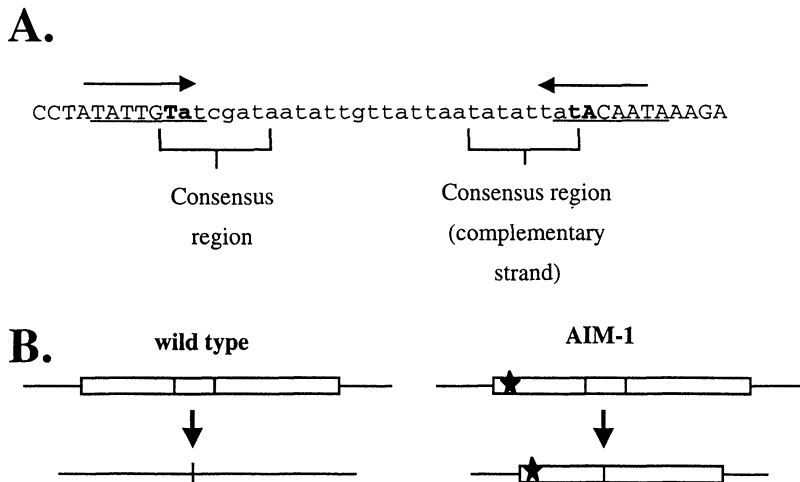 A.
CCTATATTGTatcgataatattgttattaatatattatACAATAAAGA
Consensus region
Consensus region (complementary strand)
B.
wild type
AIM-1